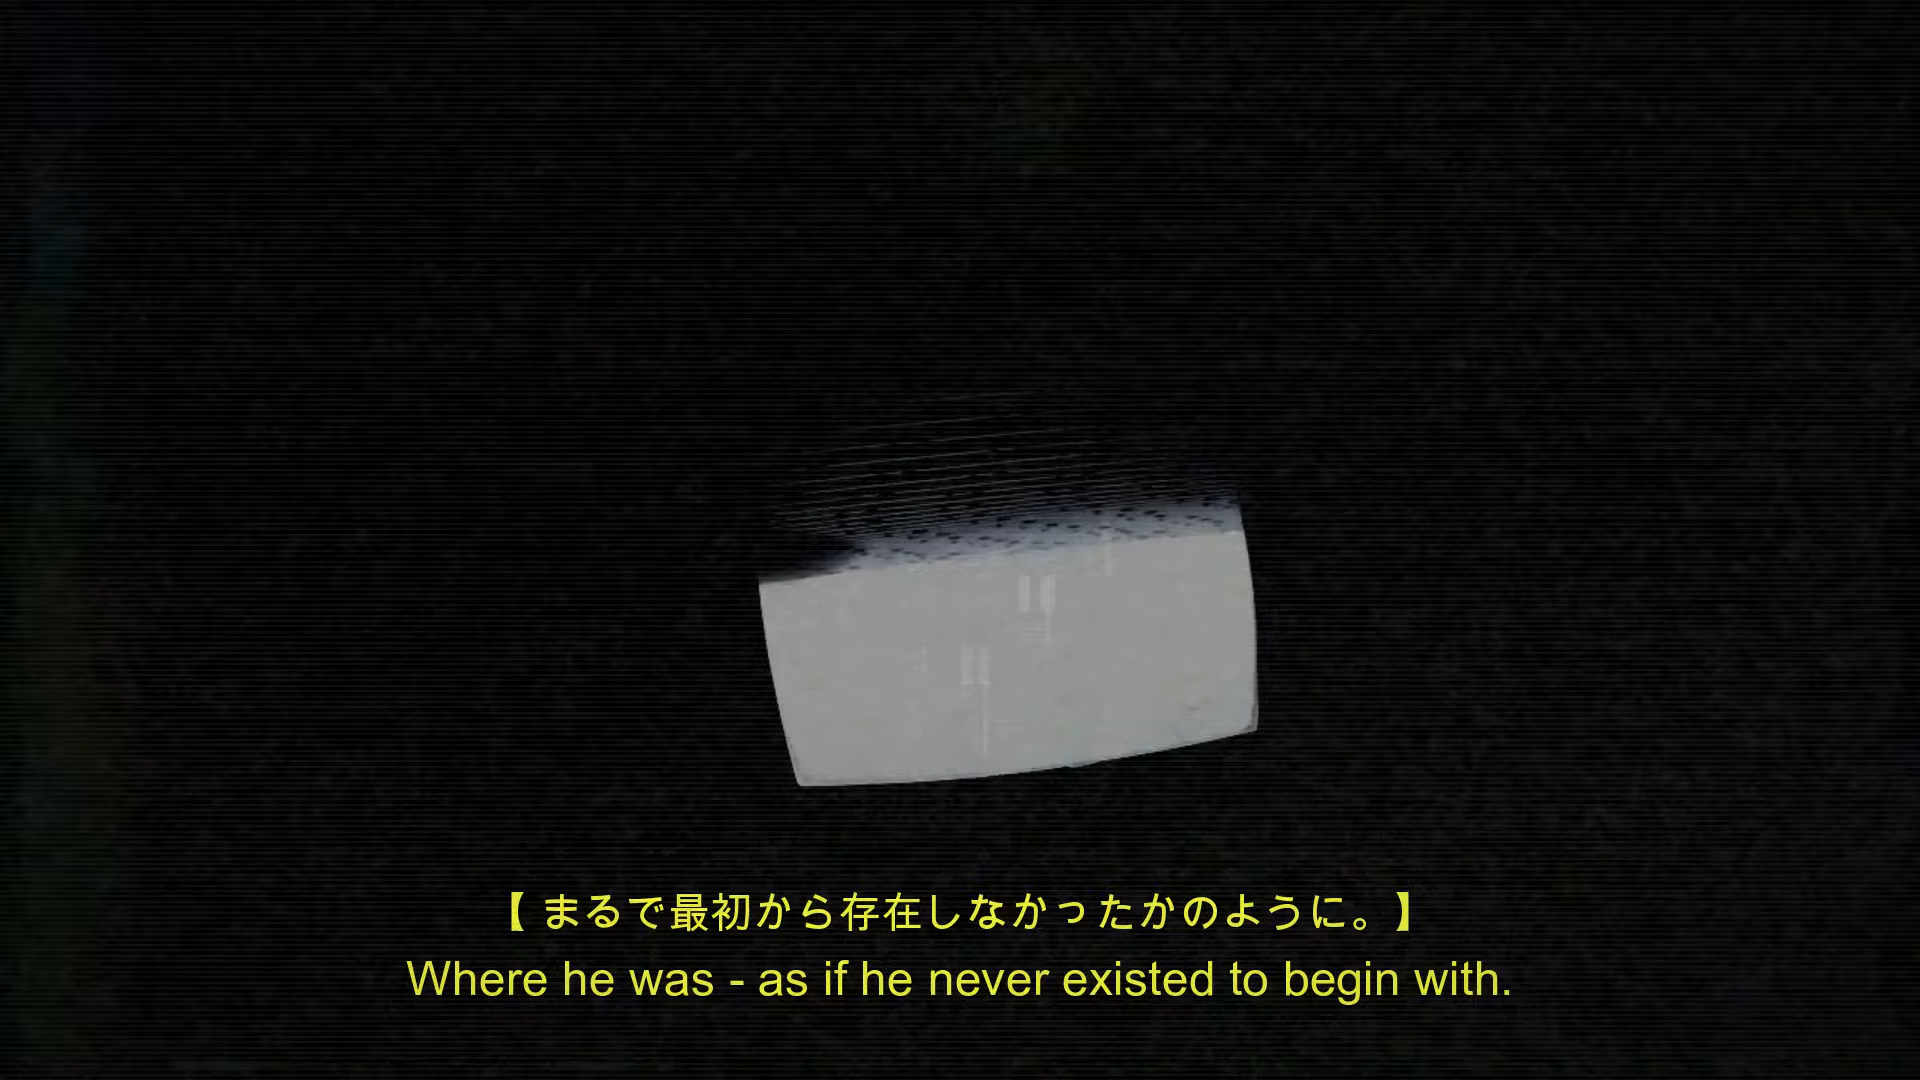 【 まるで最初から存在しなかったかのように。】
Where he was - as if he never existed to begin with.